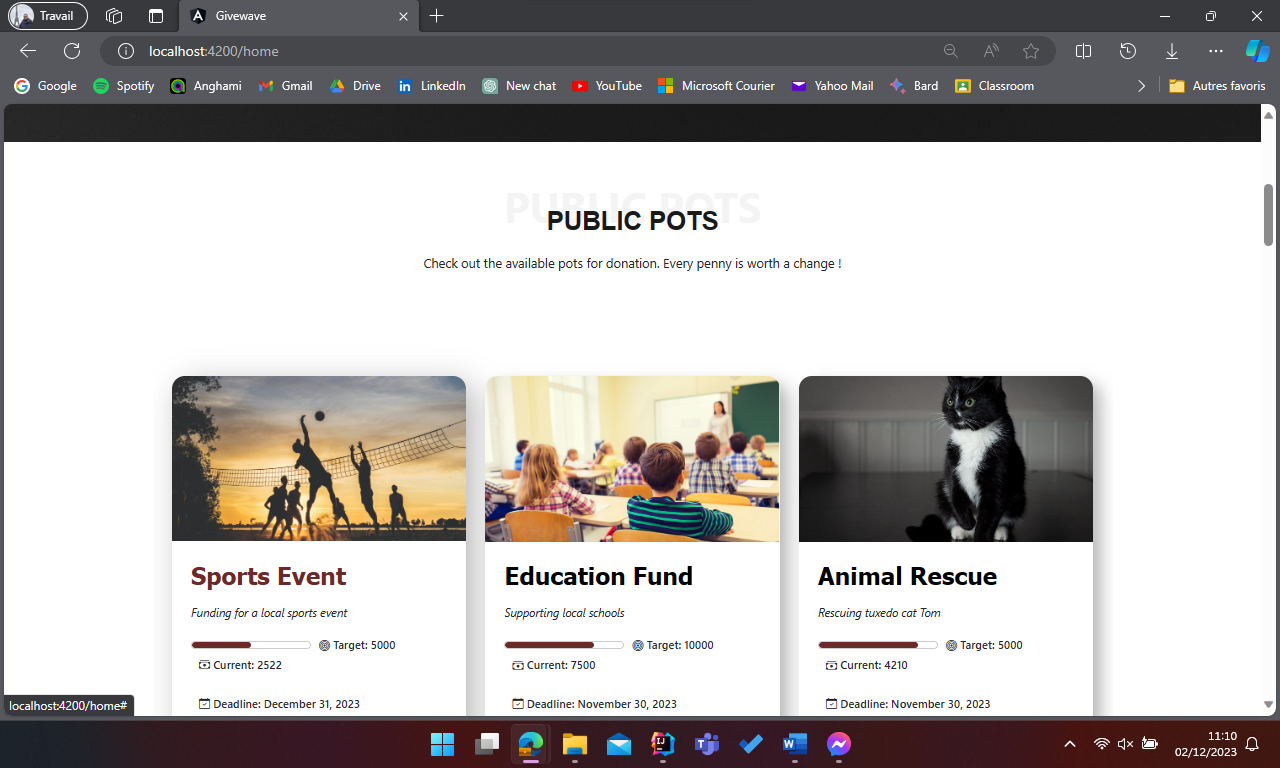 Travail
Givewave
localhost:4200/home
Google Spotify Anghami Gmail Drive LinkedIn New chat YouTube Microsoft Courier Yahoo Mail Bard Classroom Autres favoris
PUBLIC POTS
PUBLIC POTS
Check out the available pots for donation. Every penny is worth a change !
Sports Event
Funding for a local sports event
Target: 5000
Current: 2522
Deadline: December 31, 2023
Education Fund
Supporting local schools
Target: 10000
Current: 7500
Deadline: November 30, 2023
Animal Rescue
Rescuing tuxedo cat Tom
Target: 5000
Current: 4210
Deadline: November 30, 2023
localhost:4200/home#
11:10
02/12/2023